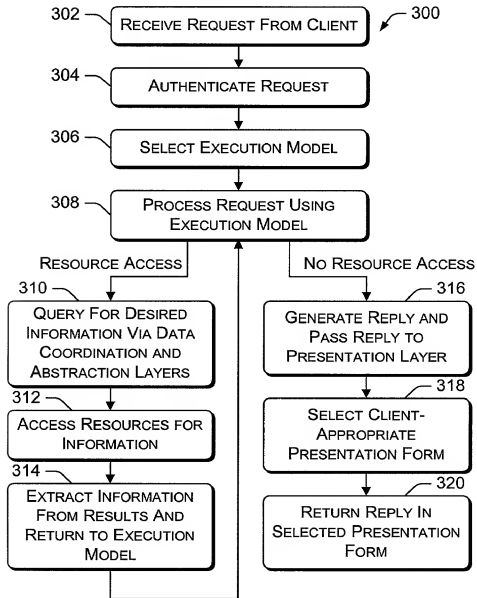 302
RECEIVE REQUEST FROM CLIENT
300
304
AUTHENTICATE REQUEST
306
SELECT EXECUTION MODEL
308
PROCESS REQUEST USING
EXECUTION MODEL
RESOURCE ACCESS
NO RESOURCE ACCESS
310
QUERY FOR DESIRED
INFORMATION VIA DATA
COORDINATION AND
ABSTRACTION LAYERS
312
ACCESS RESOURCES FOR
INFORMATION
314
EXTRACT INFORMATION
FROM RESULTS AND
RETURN TO EXECUTION
MODEL
316
GENERATE REPLY AND
PASS REPLY TO
PRESENTATION LAYER
318
SELECT CLIENT-
APPROPRIATE
PRESENTATION FORM
320
RETURN REPLY IN
SELECTED PRESENTATION
FORM